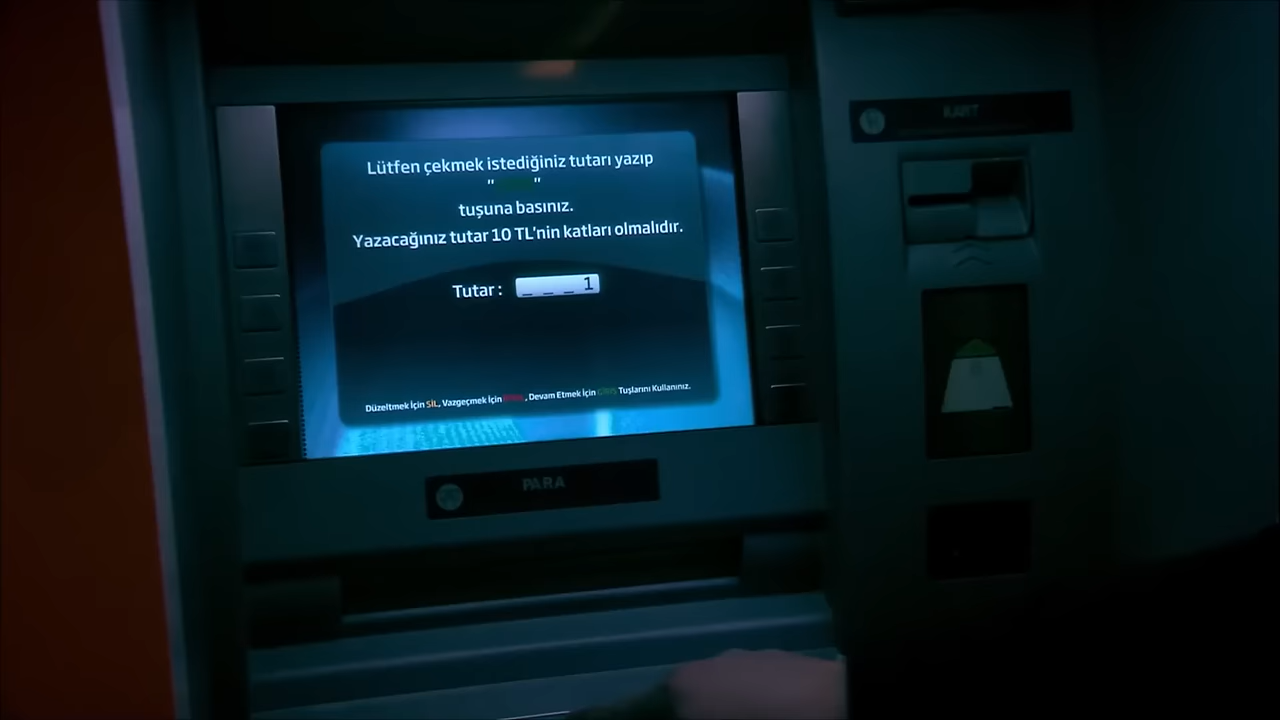 KART
Lütfen çekmek istediğiniz tutarı yazıp
" "
tuşuna basınız.
Yazacağınız tutar 10 TL'nin katları olmalıdır.
Tutar : _ _ _ 1
Düzeltmek İçin SİL, Vazgeçmek İçin , Devam Etmek İçin Tuşlarını Kullanınız.
PARA